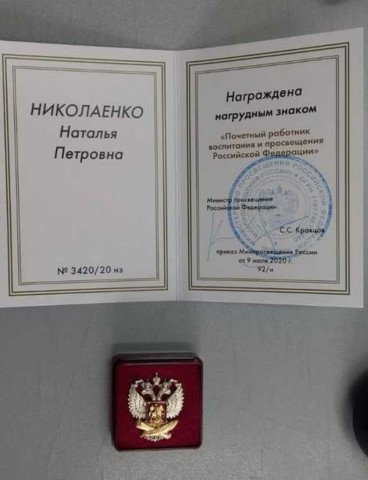 НИКОЛАЕНКО
Наталья
Петровна
№ 3420/20 нз
Награждена
нагрудным знаком
«Почетный работник
воспитания и просвещения
Российской Федерации»
Министр просвещения
Российской Федерации
С.С. Кравцов
приказ Минпросвещения России
от 9 июля 2020 г.
92/н